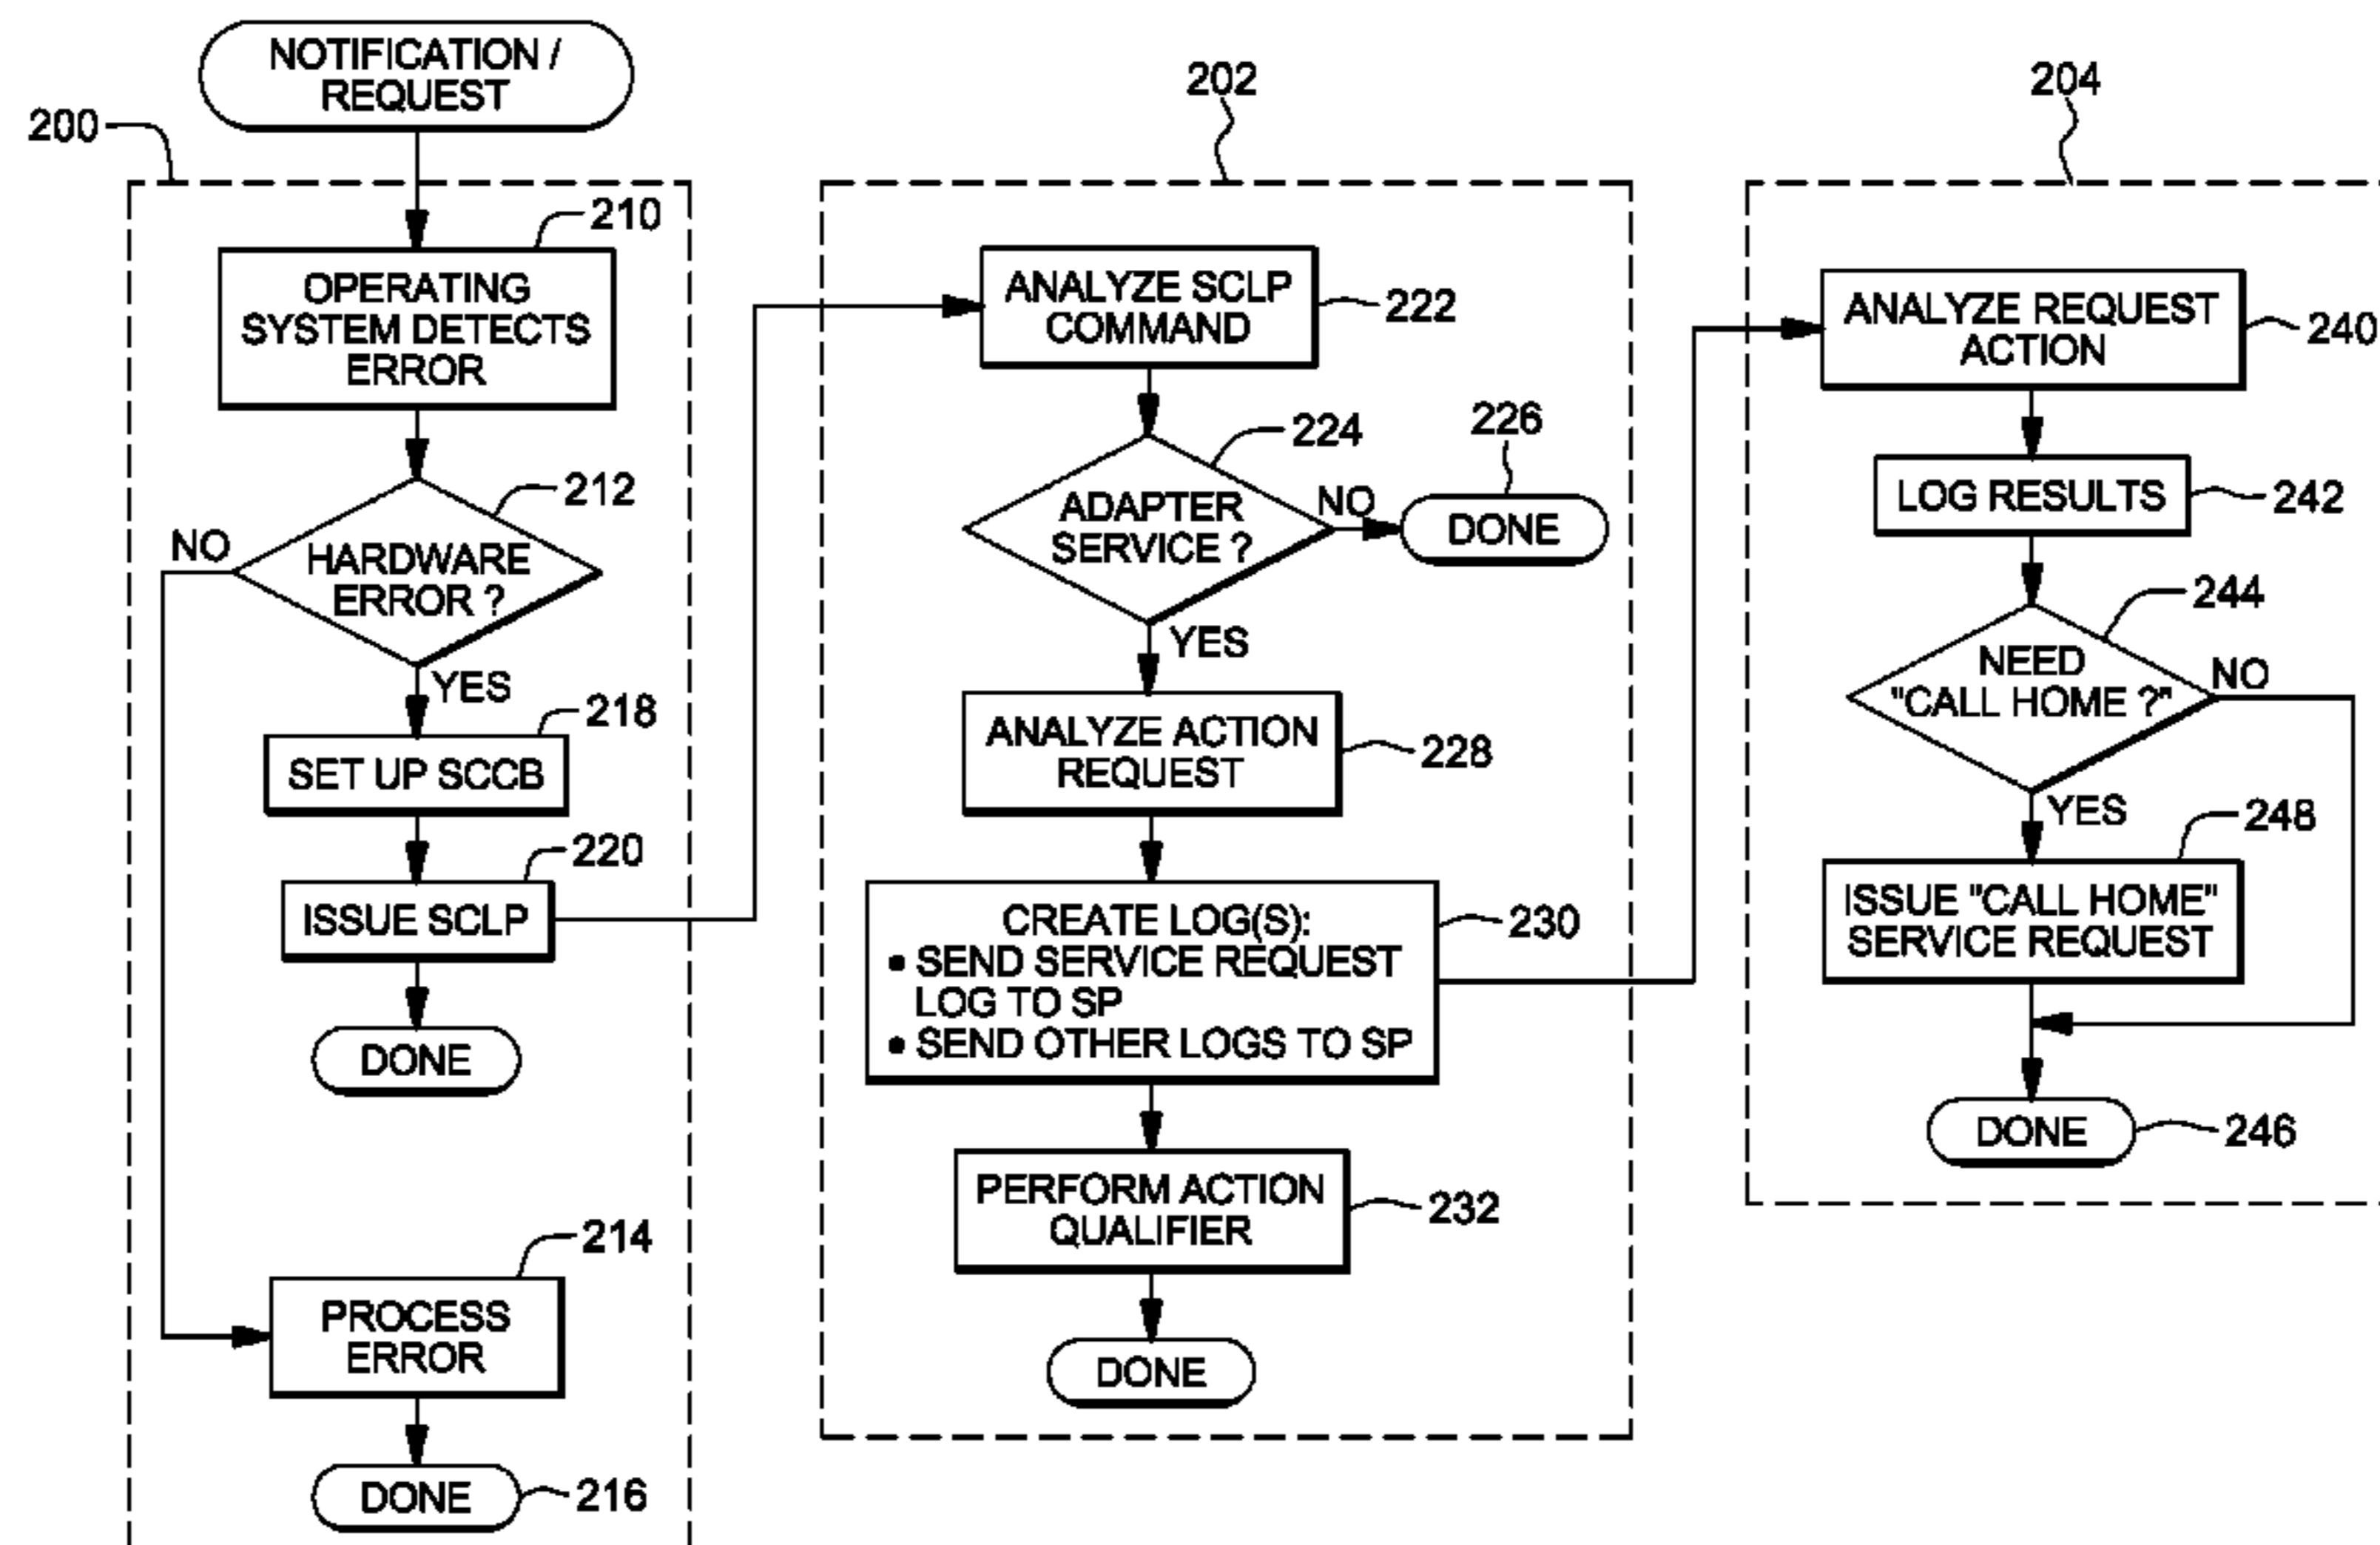 NOTIFICATION /
REQUEST
200
210
OPERATING
SYSTEM DETECTS
ERROR
212
HARDWARE
ERROR ?
NO
YES
218
SET UP SCCB
220
ISSUE SCLP
DONE
214
PROCESS
ERROR
DONE
216
202
ANALYZE SCLP
COMMAND
222
224
ADAPTER
SERVICE ?
NO
226
DONE
YES
ANALYZE ACTION
REQUEST
228
CREATE LOG(S):
• SEND SERVICE REQUEST
LOG TO SP
• SEND OTHER LOGS TO SP
230
PERFORM ACTION
QUALIFIER
232
DONE
204
ANALYZE REQUEST
ACTION
240
LOG RESULTS
242
244
NEED
"CALL HOME ?"
NO
YES
248
ISSUE "CALL HOME"
SERVICE REQUEST
DONE
246